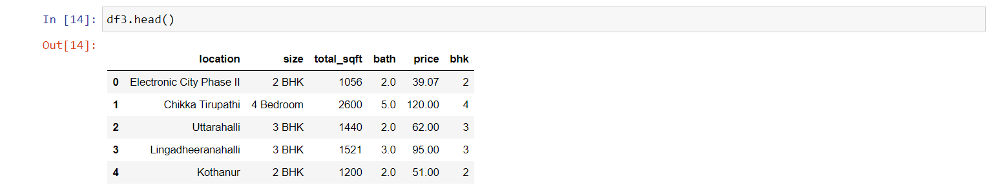 In [14]: df3.head()
Out[14]:
location size total_sqft bath price bhk
0 Electronic City Phase II 2 BHK 1056 2.0 39.07 2
1 Chikka Tirupathi 4 Bedroom 2600 5.0 120.00 4
2 Uttarahalli 3 BHK 1440 2.0 62.00 3
3 Lingadheeranahalli 3 BHK 1521 3.0 95.00 3
4 Kothanur 2 BHK 1200 2.0 51.00 2